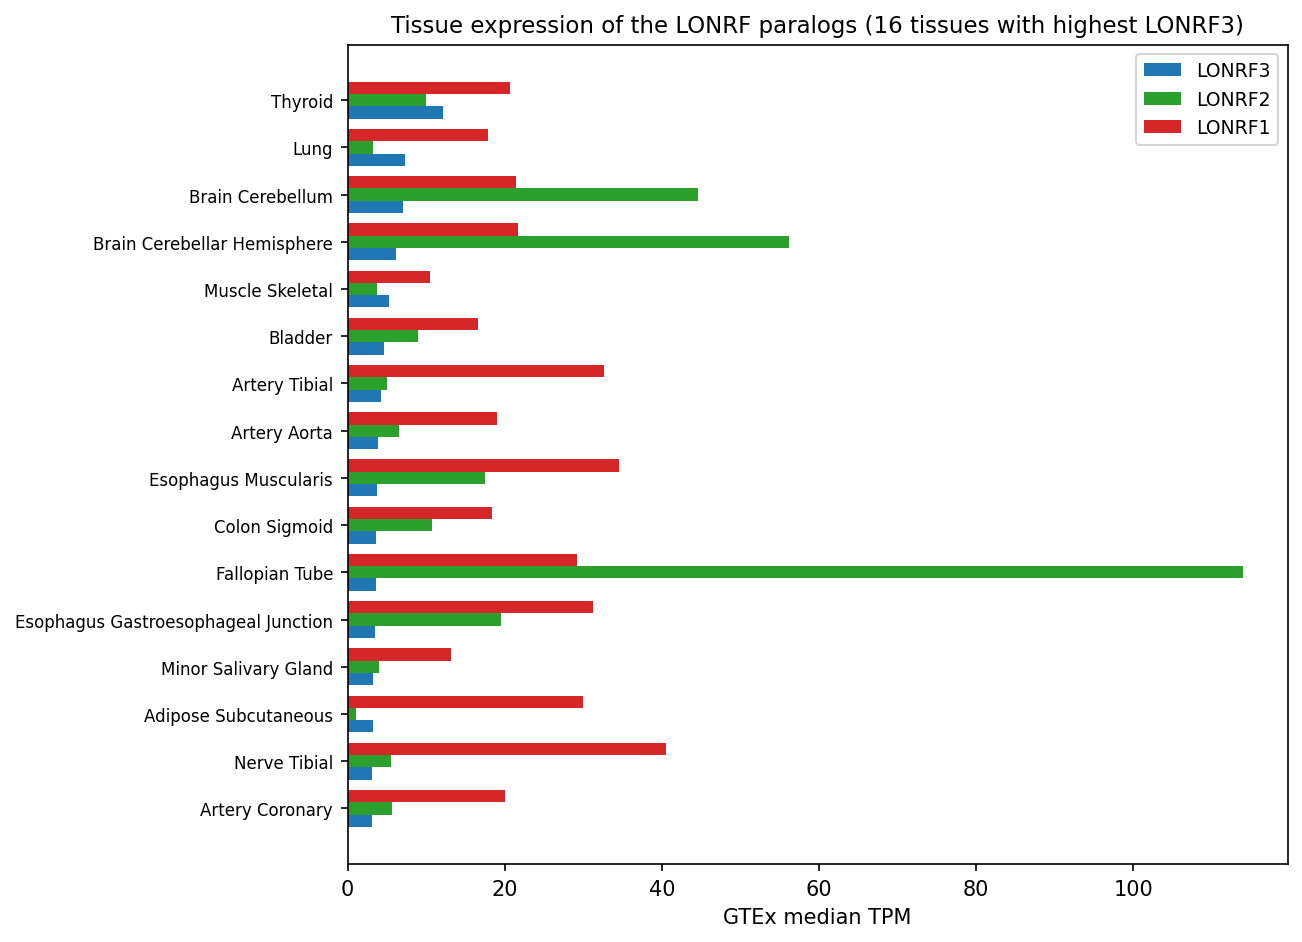 Tissue expression of the LONRF paralogs (16 tissues with highest LONRF3)
LONRF3
LONRF2
LONRF1
Thyroid
Lung
Brain Cerebellum
Brain Cerebellar Hemisphere
Muscle Skeletal
Bladder
Artery Tibial
Artery Aorta
Esophagus Muscularis
Colon Sigmoid
Fallopian Tube
Esophagus Gastroesophageal Junction
Minor Salivary Gland
Adipose Subcutaneous
Nerve Tibial
Artery Coronary
0 20 40 60 80 100
GTEx median TPM